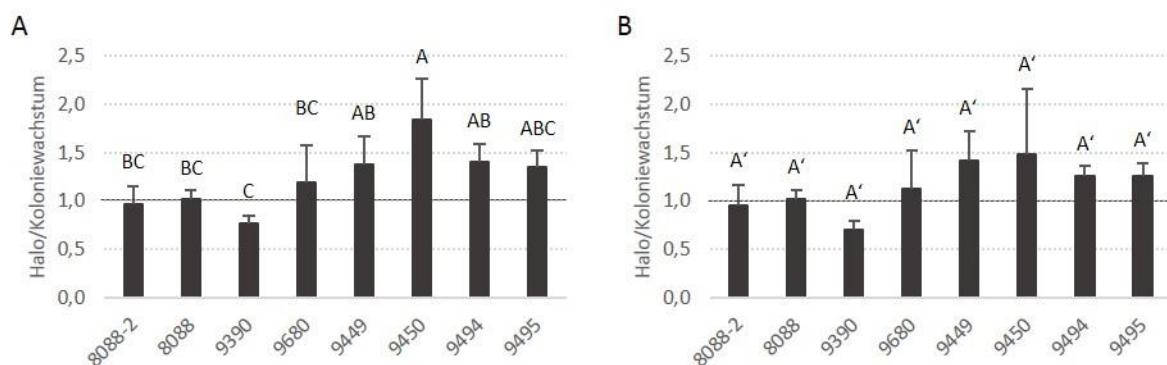 A
Halo/Koloniewachstum
2,5
2,0
1,5
1,0
0,5
0,0
BC
BC
C
BC
AB
A
AB
ABC
8088-2
8088
9390
9680
9449
9450
9494
9495
B
Halo/Koloniewachstum
2,5
2,0
1,5
1,0
0,5
0,0
A‘
A‘
A‘
A‘
A‘
A‘
A‘
A‘
8088-2
8088
9390
9680
9449
9450
9494
9495